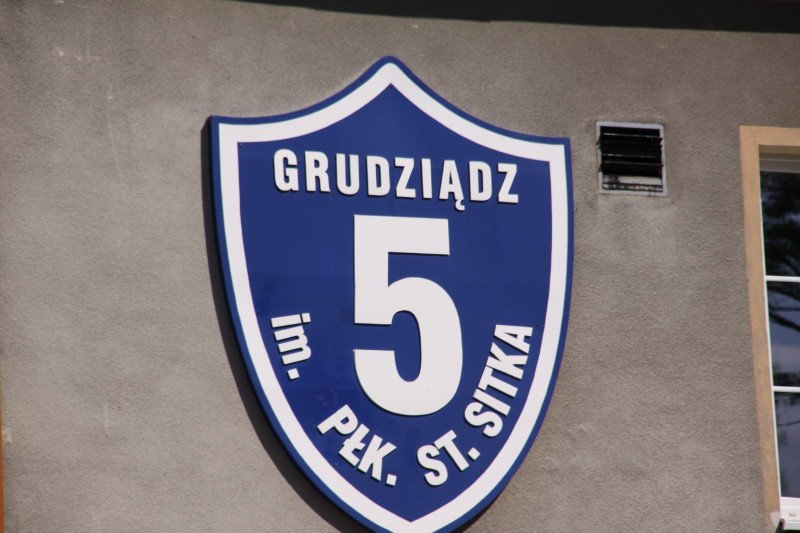 GRUDZIĄDZ
5
im. PŁK. ST. SITKA